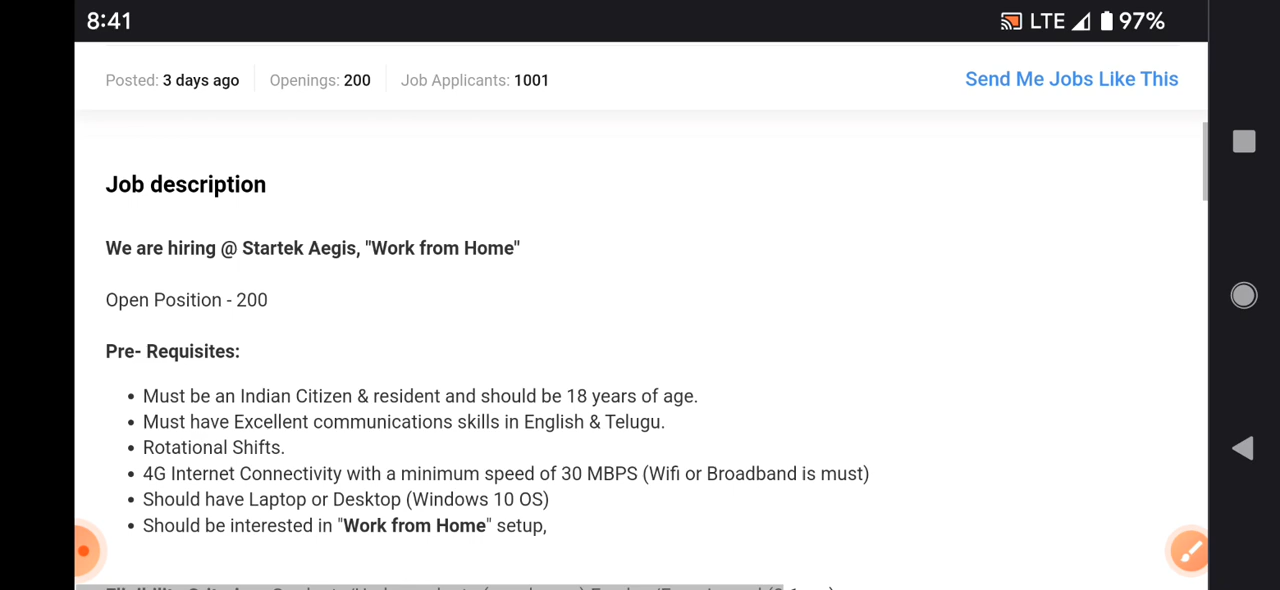 8:41 LTE 97%
Posted: 3 days ago Openings: 200 Job Applicants: 1001 Send Me Jobs Like This
Job description
We are hiring @ Startek Aegis, "Work from Home"
Open Position - 200
Pre- Requisites:
• Must be an Indian Citizen & resident and should be 18 years of age.
• Must have Excellent communications skills in English & Telugu.
• Rotational Shifts.
• 4G Internet Connectivity with a minimum speed of 30 MBPS (Wifi or Broadband is must)
• Should have Laptop or Desktop (Windows 10 OS)
• Should be interested in "Work from Home" setup,